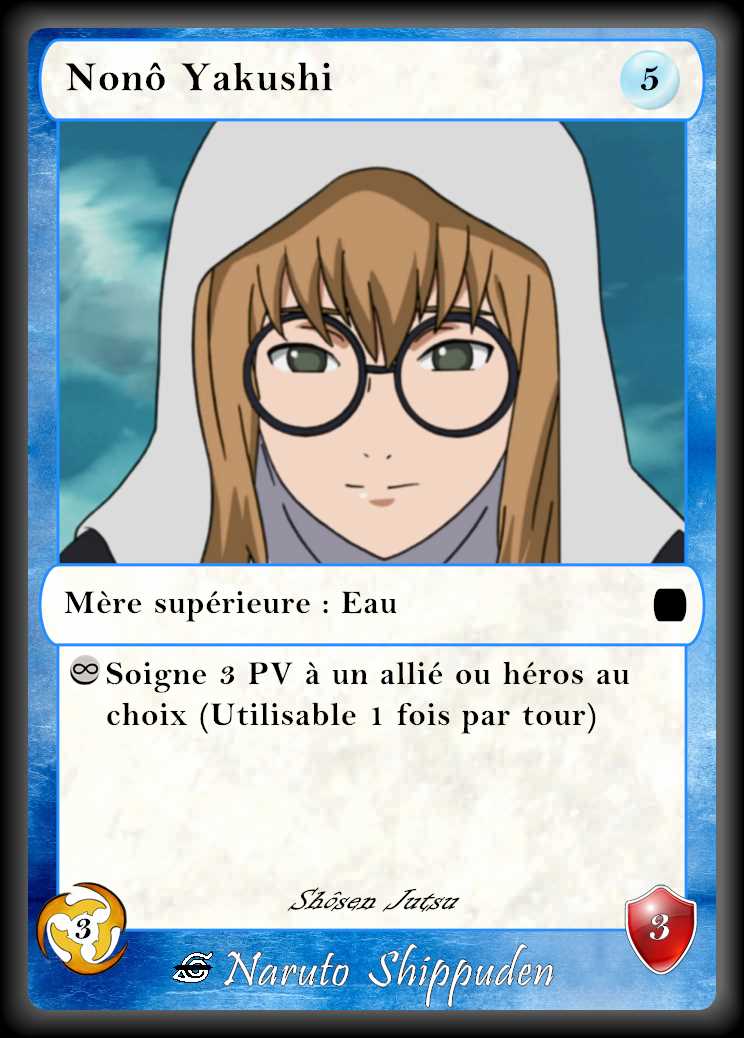 Nonô Yakushi
5
Mère supérieure : Eau
Soigne 3 PV à un allié ou héros au
choix (Utilisable 1 fois par tour)
Shôsen Jutsu
3
3
Naruto Shippuden